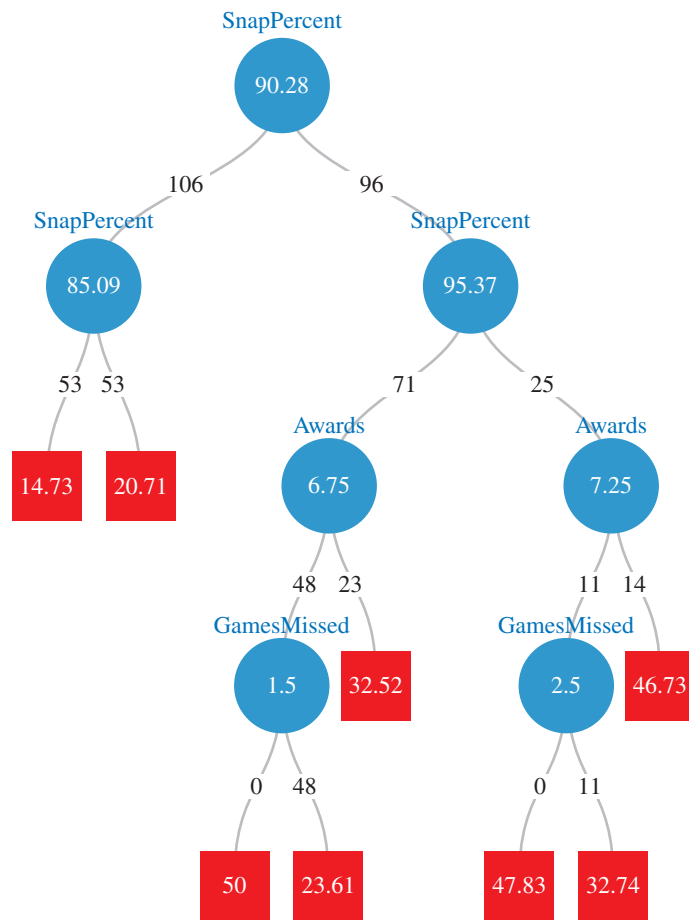 SnapPercent
90.28
106 96
SnapPercent SnapPercent
85.09 95.37
53 53 71 25
Awards Awards
14.73 20.71 6.75 7.25
48 23 11 14
GamesMissed GamesMissed
1.5 32.52 2.5 46.73
0 48 0 11
50 23.61 47.83 32.74